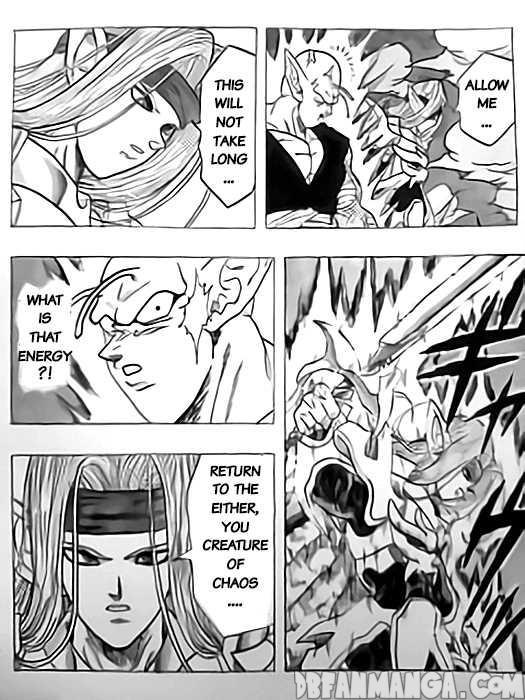 ALLOW
ME
...
THIS
WILL
NOT
TAKE
LONG
...
WHAT
IS
THAT
ENERGY
?!
RETURN
TO THE
EITHER,
YOU
CREATURE
OF
CHAOS
....
DBFANMANGA.COM